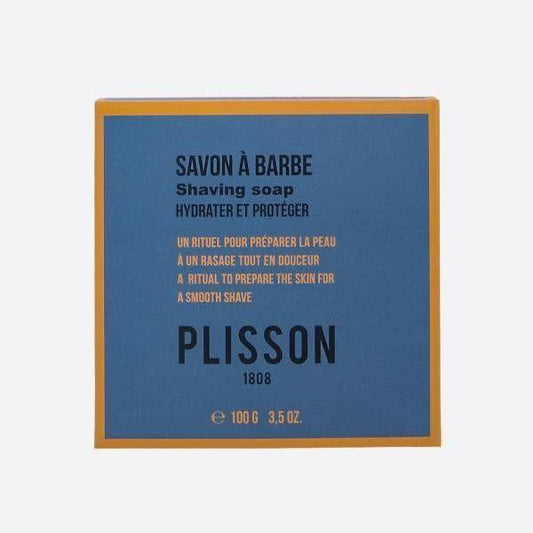 SAVON À BARBE
Shaving soap
HYDRATER ET PROTÉGER
UN RITUEL POUR PRÉPARER LA PEAU
À UN RASAGE TOUT EN DOUCEUR
A RITUAL TO PREPARE THE SKIN FOR
A SMOOTH SHAVE
PLISSON
1808
℮ 100 G 3,5 OZ.